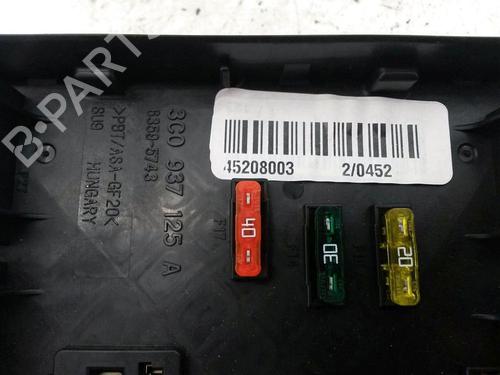 B-PARTS
3C0 937 125 A
8359-5743
>PBT/ASA-GF20<
HUNGARY
45208003 2/0452
F17
40
30
20